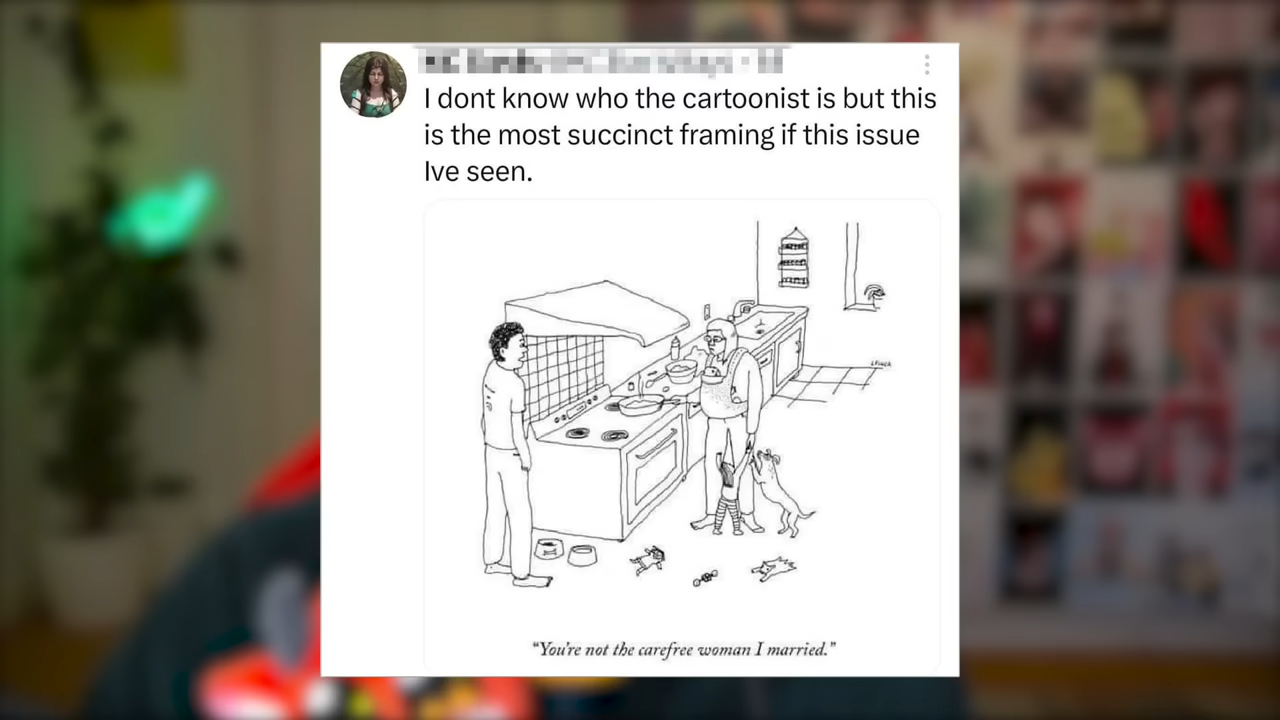 I dont know who the cartoonist is but this
is the most succinct framing if this issue
Ive seen.
LFinck
“You’re not the carefree woman I married.”